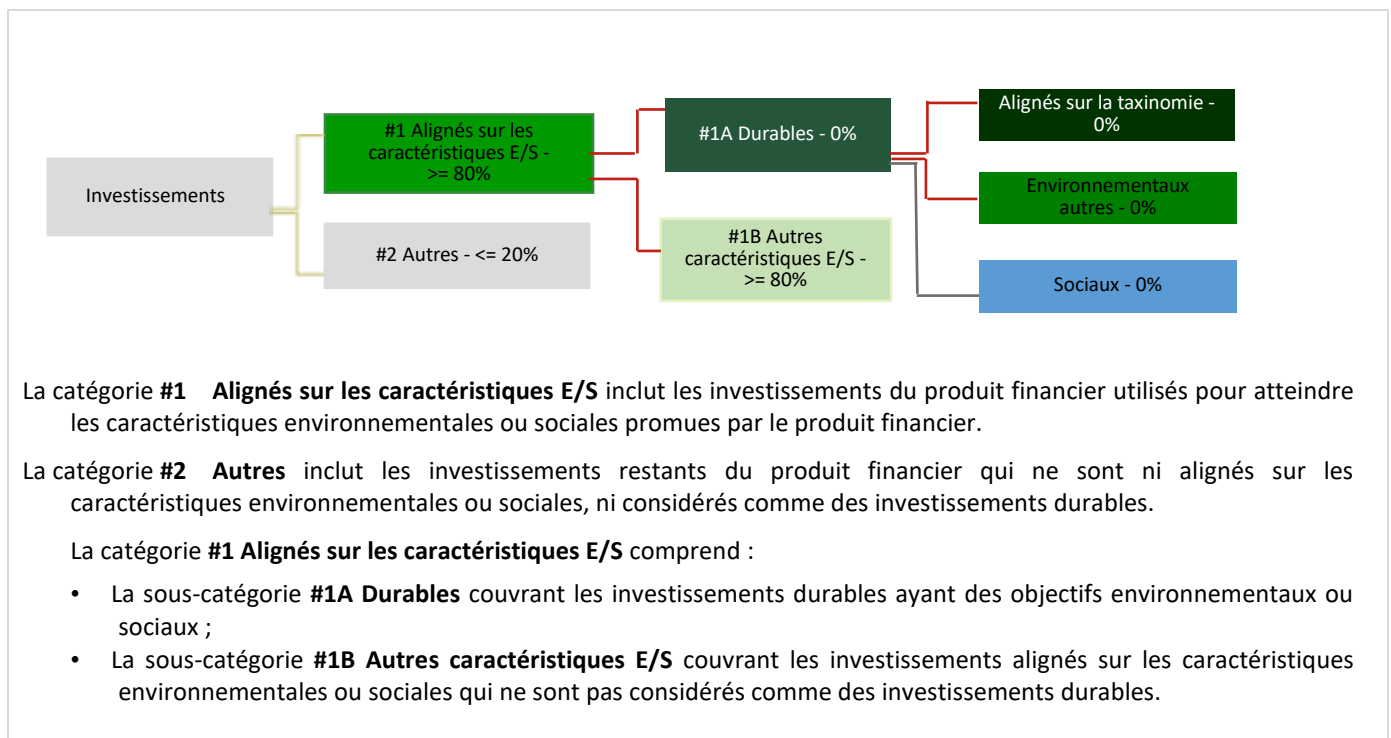 Investissements
#1 Alignés sur les
caractéristiques E/S -
>= 80%
#2 Autres - <= 20%
#1A Durables - 0%
#1B Autres
caractéristiques E/S -
>= 80%
Alignés sur la taxinomie -
0%
Environnementaux
autres - 0%
Sociaux - 0%
La catégorie #1 Alignés sur les caractéristiques E/S inclut les investissements du produit financier utilisés pour atteindre
les caractéristiques environnementales ou sociales promues par le produit financier.
La catégorie #2 Autres inclut les investissements restants du produit financier qui ne sont ni alignés sur les
caractéristiques environnementales ou sociales, ni considérés comme des investissements durables.
La catégorie #1 Alignés sur les caractéristiques E/S comprend :
• La sous-catégorie #1A Durables couvrant les investissements durables ayant des objectifs environnementaux ou
sociaux ;
• La sous-catégorie #1B Autres caractéristiques E/S couvrant les investissements alignés sur les caractéristiques
environnementales ou sociales qui ne sont pas considérés comme des investissements durables.